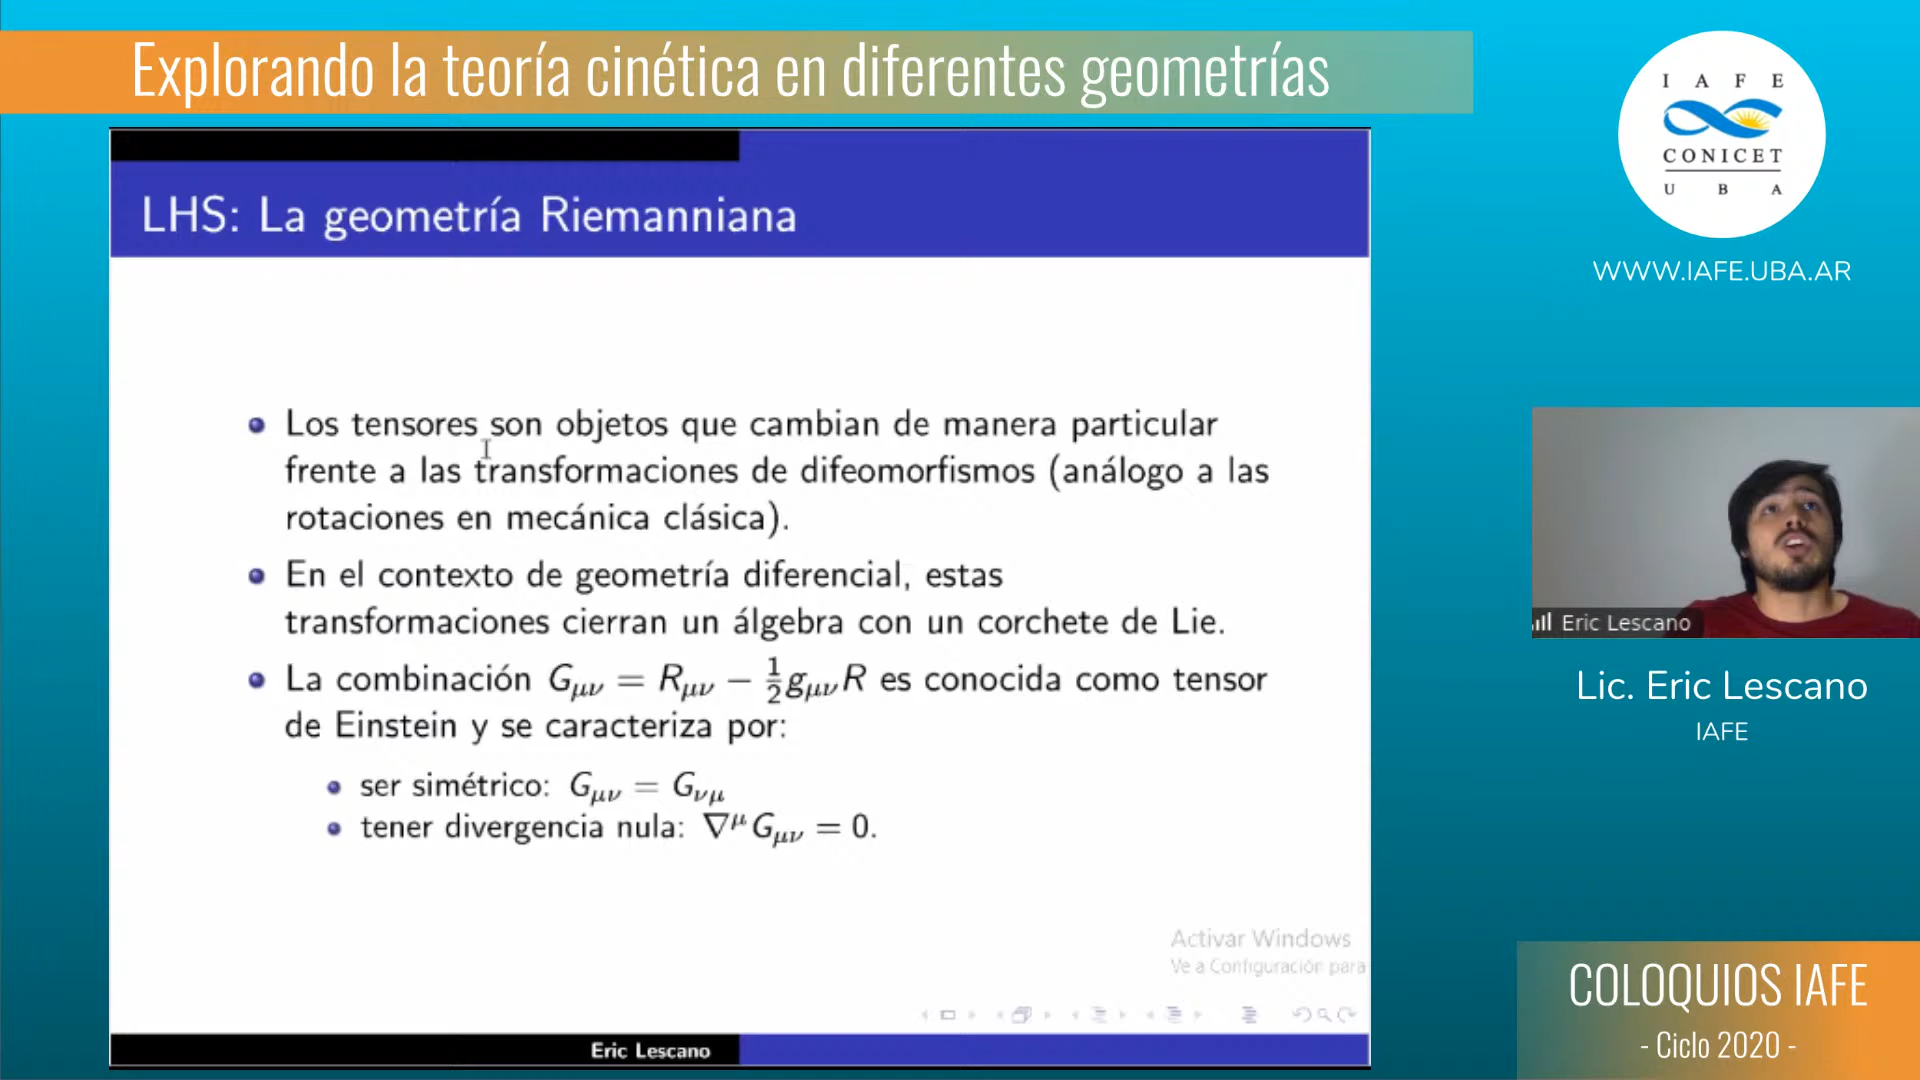 Explorando la teoría cinética en diferentes geometrías
I A F E
CONICET
U B A
WWW.IAFE.UBA.AR
LHS: La geometría Riemanniana
Los tensores son objetos que cambian de manera particular
frente a las transformaciones de difeomorfismos (análogo a las
rotaciones en mecánica clásica).
En el contexto de geometría diferencial, estas
transformaciones cierran un álgebra con un corchete de Lie.
La combinación $G_{\mu\nu} = R_{\mu\nu} - \frac{1}{2} g_{\mu\nu} R$ es conocida como tensor
de Einstein y se caracteriza por:
ser simétrico: $G_{\mu\nu} = G_{\nu\mu}$
tener divergencia nula: $\nabla^{\mu} G_{\mu\nu} = 0$.
Activar Windows
Ve a Configuración para
Eric Lescano
Eric Lescano
Lic. Eric Lescano
IAFE
COLOQUIOS IAFE
- Ciclo 2020 -